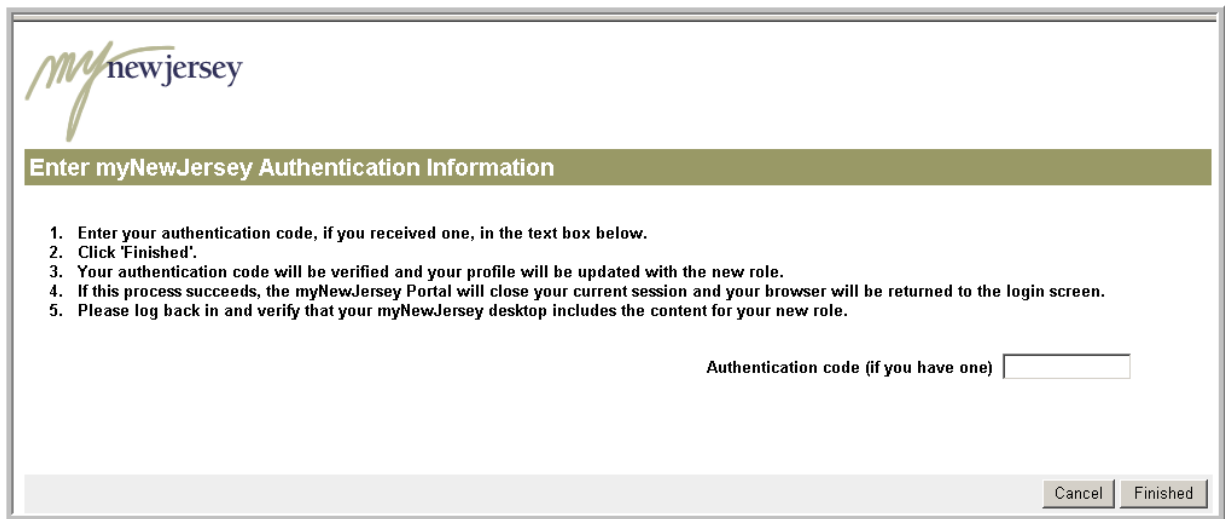 my newjersey
Enter myNewJersey Authentication Information
1. Enter your authentication code, if you received one, in the text box below.
2. Click 'Finished'.
3. Your authentication code will be verified and your profile will be updated with the new role.
4. If this process succeeds, the myNewJersey Portal will close your current session and your browser will be returned to the login screen.
5. Please log back in and verify that your myNewJersey desktop includes the content for your new role.
Authentication code (if you have one)
Cancel Finished